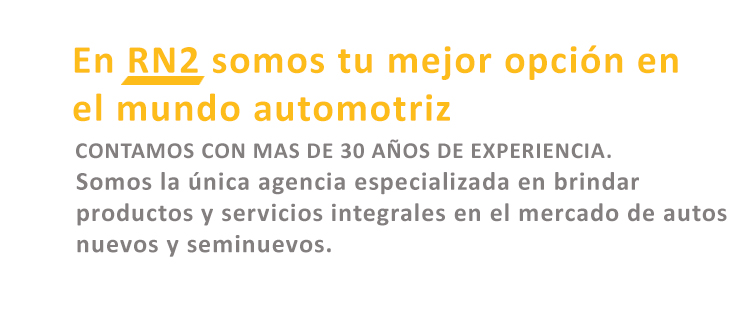 En RN2 somos tu mejor opción en
el mundo automotriz
CONTAMOS CON MAS DE 30 AÑOS DE EXPERIENCIA.
Somos la única agencia especializada en brindar
productos y servicios integrales en el mercado de autos
nuevos y seminuevos.